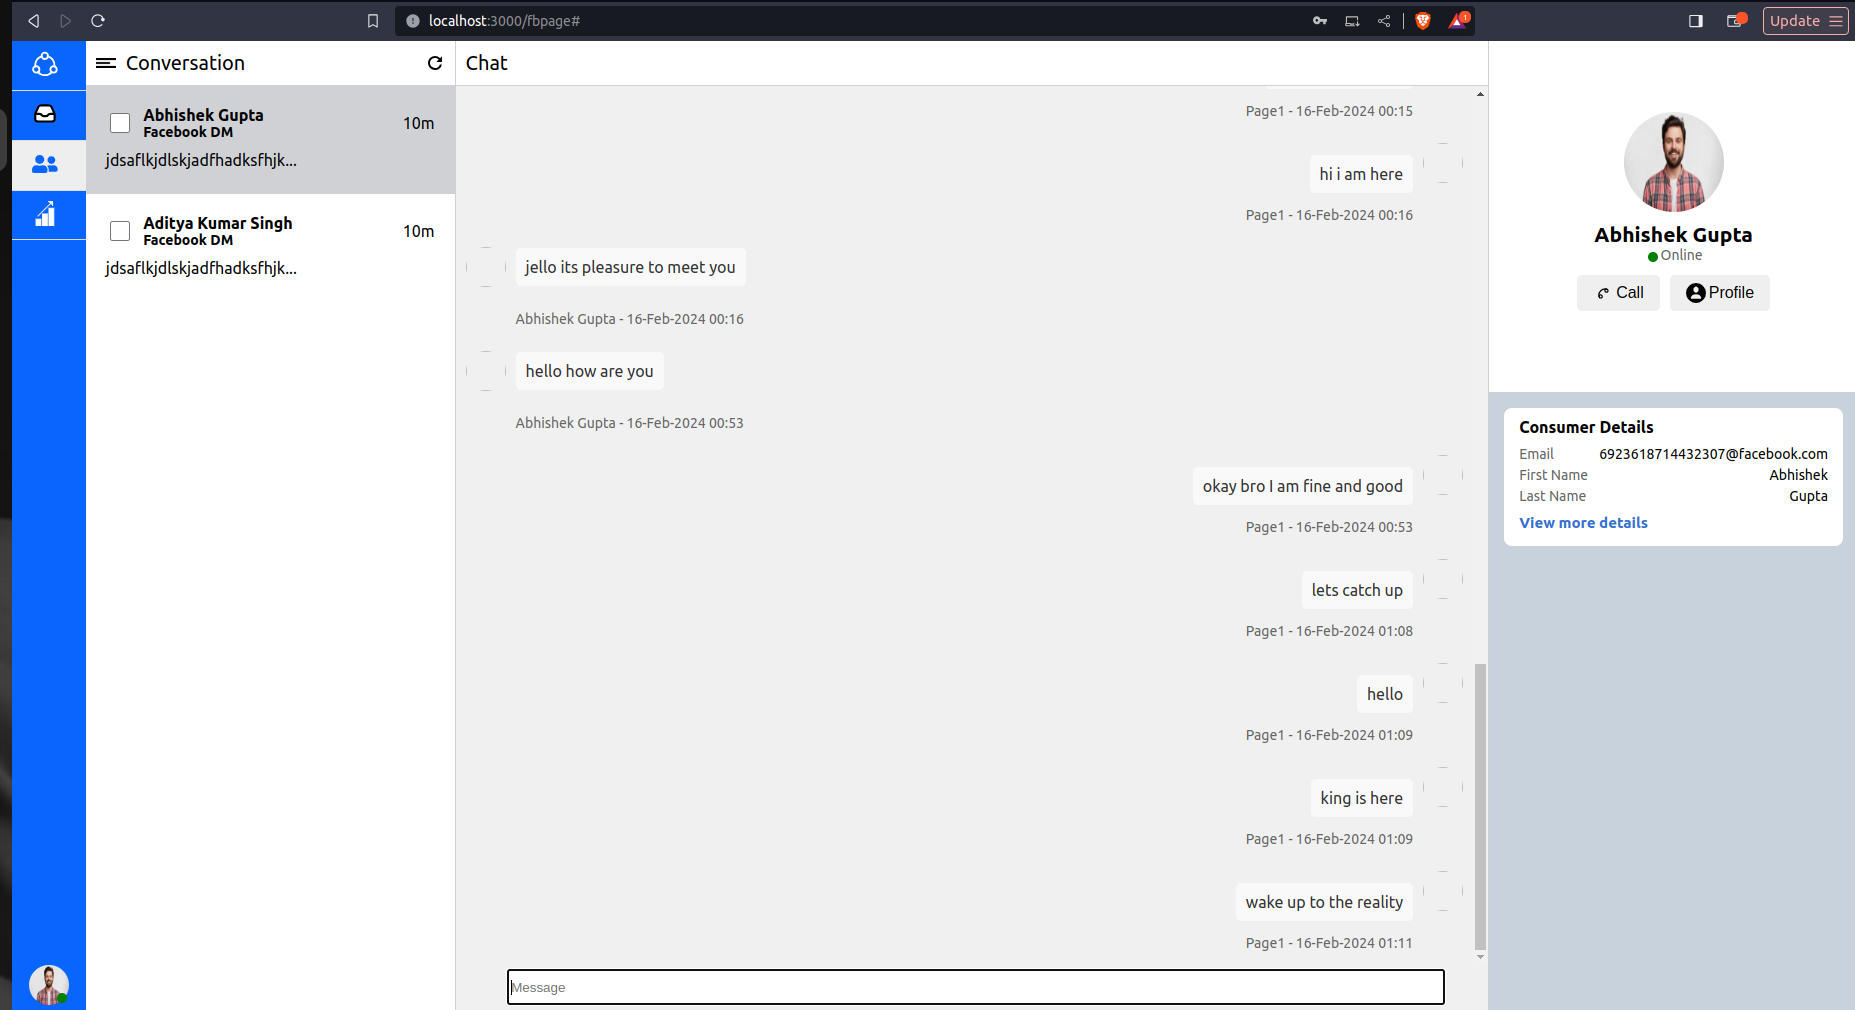 localhost:3000/fbpage#
1
Update
Conversation
Abhishek Gupta
Facebook DM
10m
jdsaflkjdlskjadfhadksfhjk...
Aditya Kumar Singh
Facebook DM
10m
jdsaflkjdlskjadfhadksfhjk...
Chat
Page1 - 16-Feb-2024 00:15
hi i am here
Page1 - 16-Feb-2024 00:16
jello its pleasure to meet you
Abhishek Gupta - 16-Feb-2024 00:16
hello how are you
Abhishek Gupta - 16-Feb-2024 00:53
okay bro I am fine and good
Page1 - 16-Feb-2024 00:53
lets catch up
Page1 - 16-Feb-2024 01:08
hello
Page1 - 16-Feb-2024 01:09
king is here
Page1 - 16-Feb-2024 01:09
wake up to the reality
Page1 - 16-Feb-2024 01:11
Message
Abhishek Gupta
Online
Call
Profile
Consumer Details
Email 6923618714432307@facebook.com
First Name Abhishek
Last Name Gupta
View more details